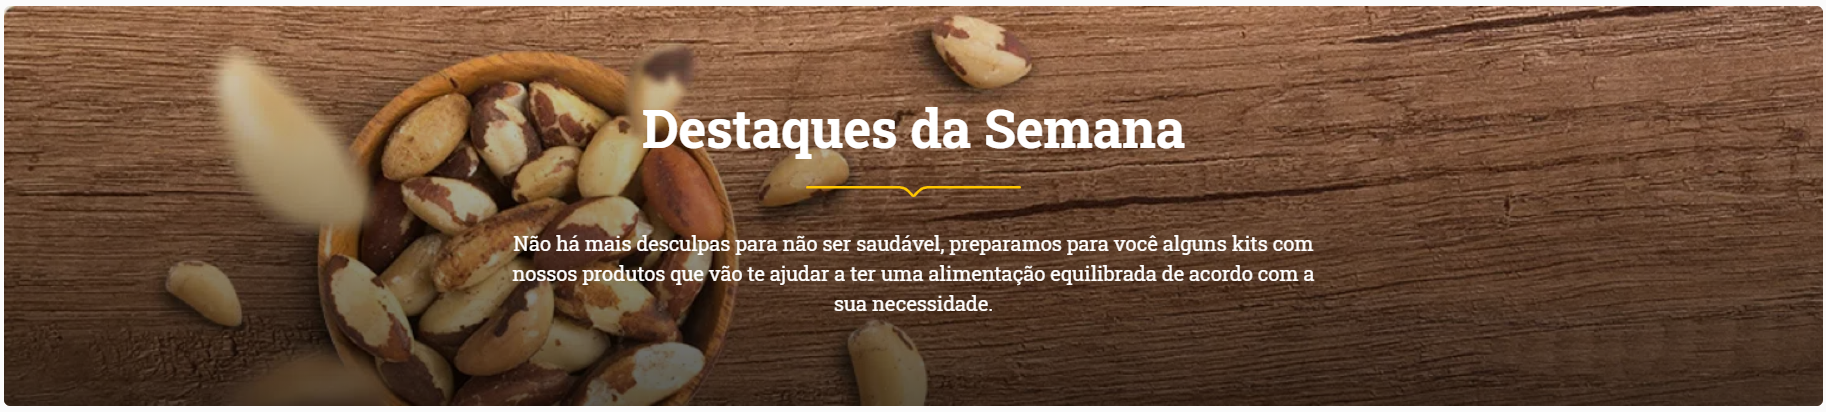 Destaques da Semana
Não há mais desculpas para não ser saudável, preparamos para você alguns kits com
nossos produtos que vão te ajudar a ter uma alimentação equilibrada de acordo com a
sua necessidade.